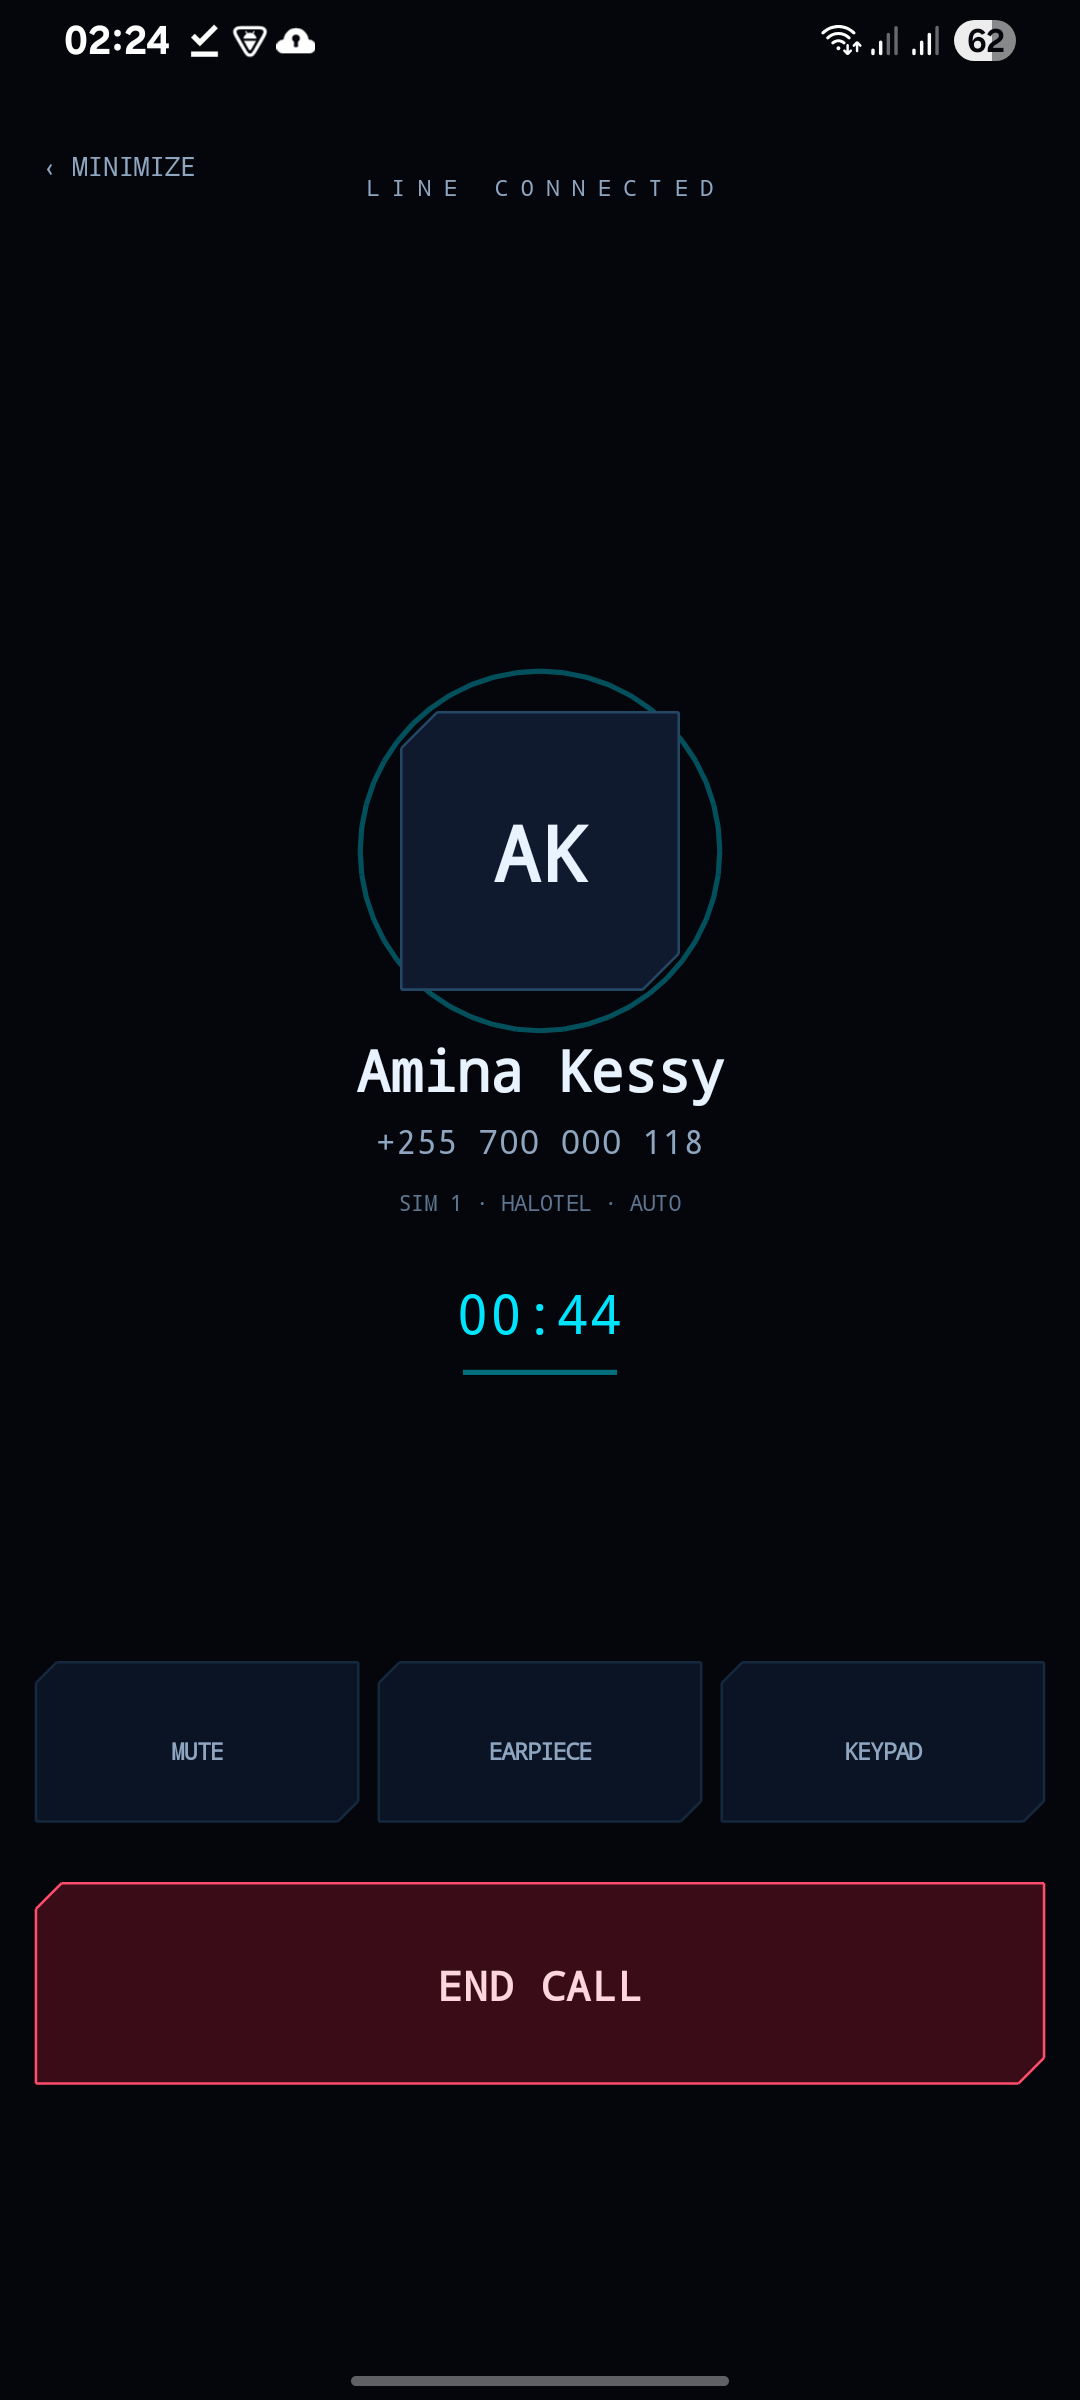 02:24
62
‹ MINIMIZE
LINE CONNECTED
AK
Amina Kessy
+255 700 000 118
SIM 1 · HALOTEL · AUTO
00:44
MUTE
EARPIECE
KEYPAD
END CALL